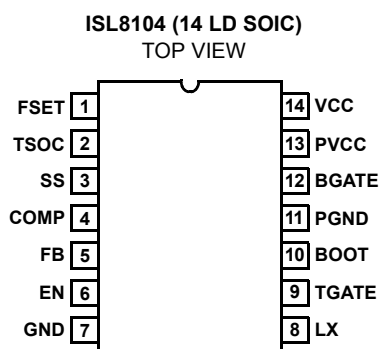 ISL8104 (14 LD SOIC)
TOP VIEW
FSET 1 14 VCC
TSOC 2 13 PVCC
SS 3 12 BGATE
COMP 4 11 PGND
FB 5 10 BOOT
EN 6 9 TGATE
GND 7 8 LX